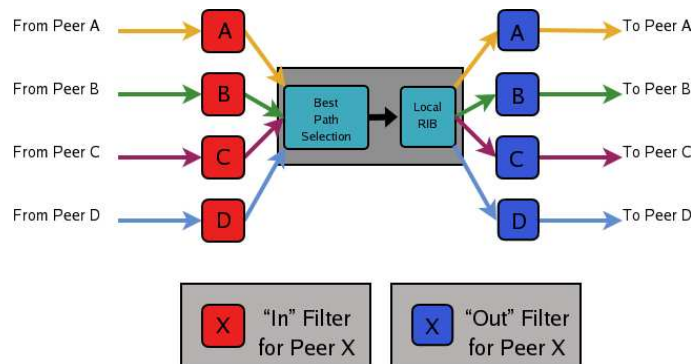 From Peer A
A
A
To Peer A
From Peer B
B
Best
Path
Selection
Local
RIB
B
To Peer B
From Peer C
C
C
To Peer C
From Peer D
D
D
To Peer D
X
“In” Filter
for Peer X
X
“Out” Filter
for Peer X